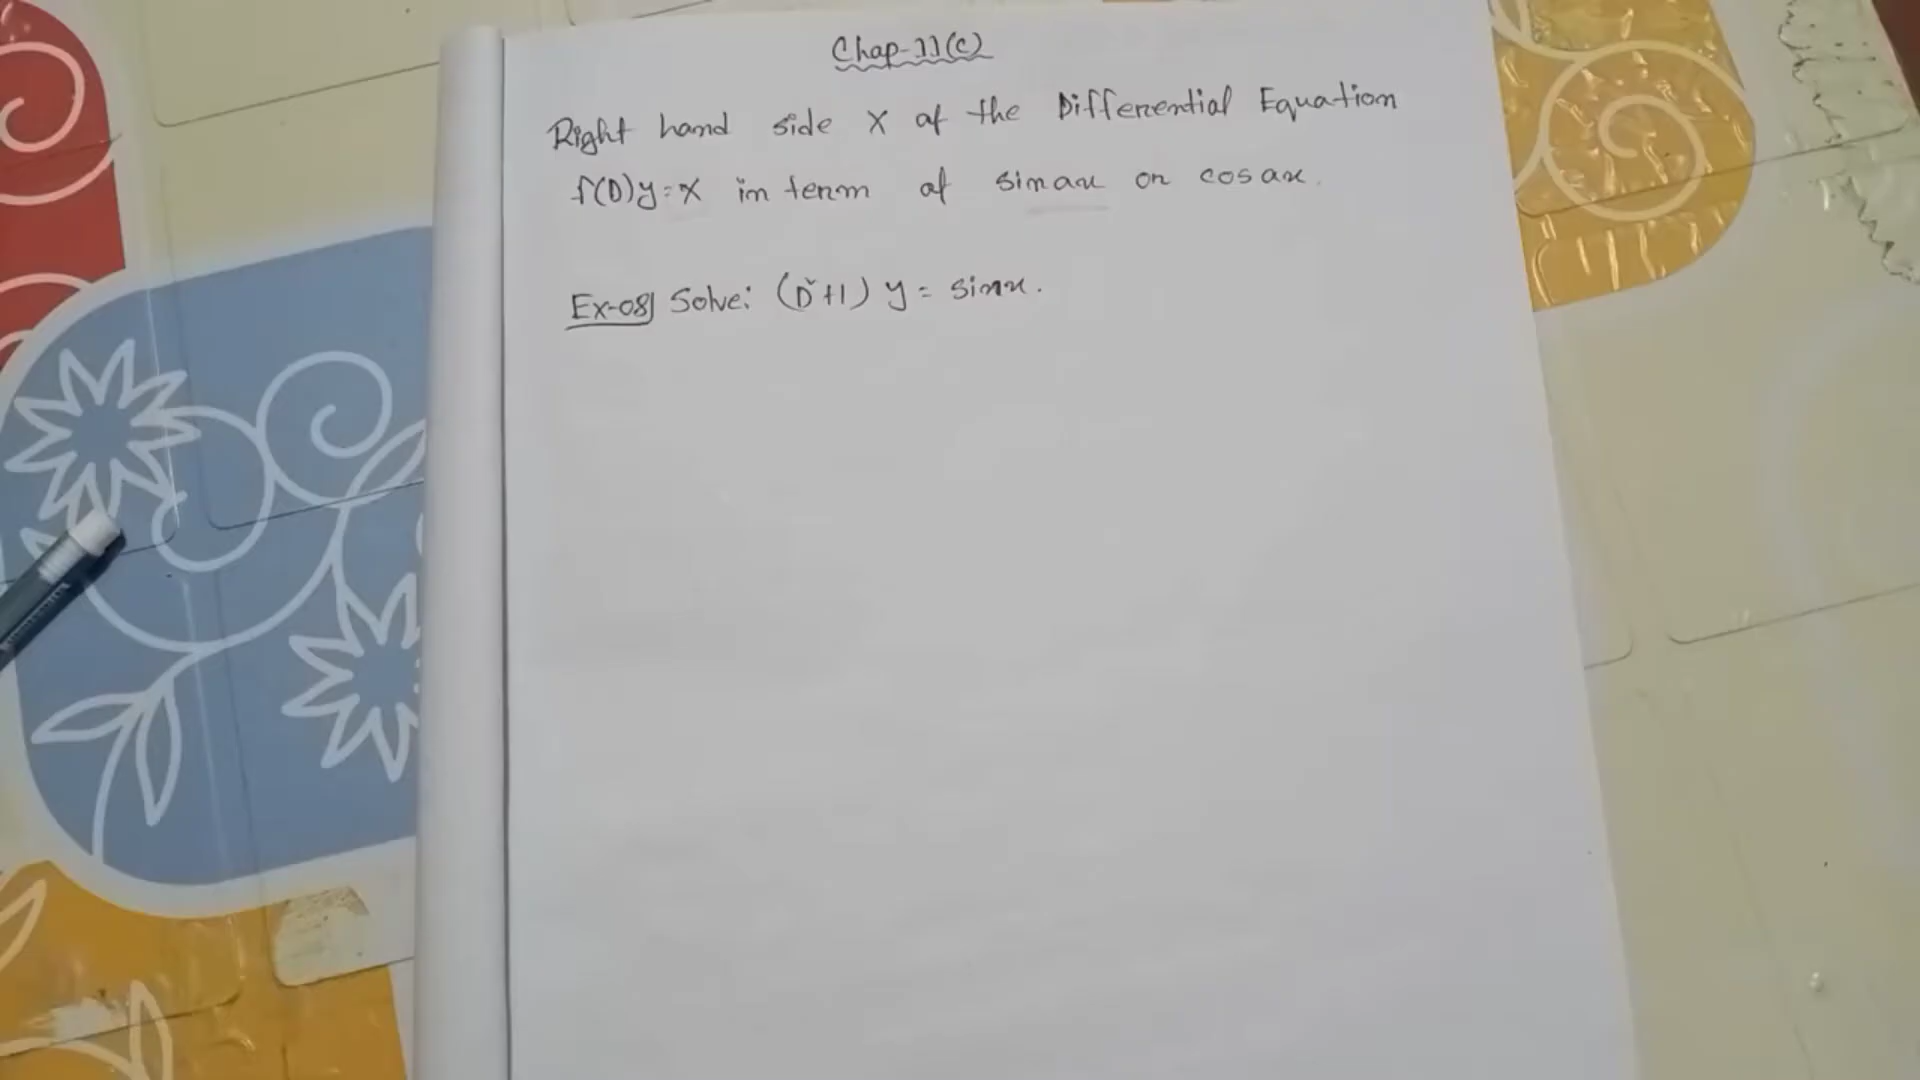 Chap-11(c)
Right hand side X of the Differential Equation
f(D)y=X in term of sinax or cosax.
Ex-08] Solve: (D²+1) y = sinx.